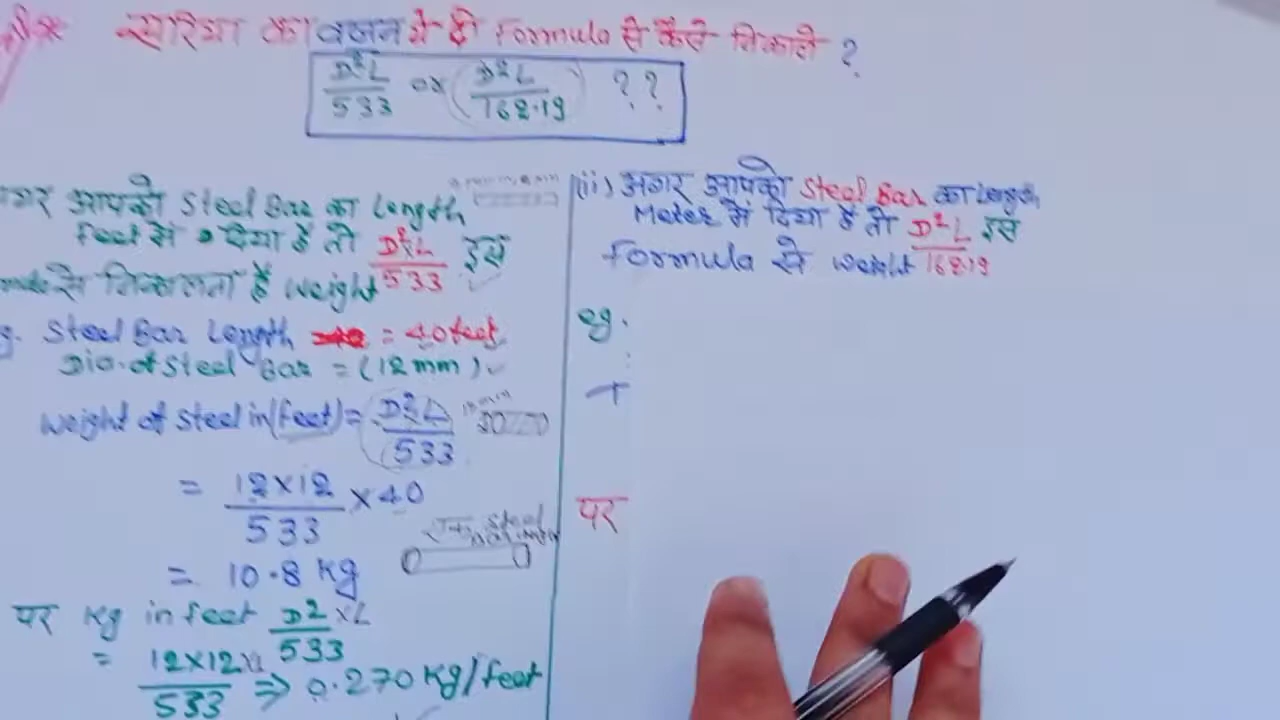 सरिया का वजन ये दो Formula से कैसे निकाले ?
D²L/533 or D²L/162.19 ??
आपको Steel Bar का Length
Feet में दिया है तो D²L/533 इस
से निकालना है Weight
Steel Bar Length = 40 feet
Dia. of Steel Bar = (12mm)
Weight of Steel in (feet) = D²L/533
= 12×12/533 ×40
= 10.8 Kg
पर Kg in feet D²/533 ×L
= 12×12×1/533 ⇒ 0.270 Kg/feet
(ii) अगर आपको Steel Bar का Length
Meter में दिया है तो D²L/162.19 इस
Formula से Weight
eg.
पर